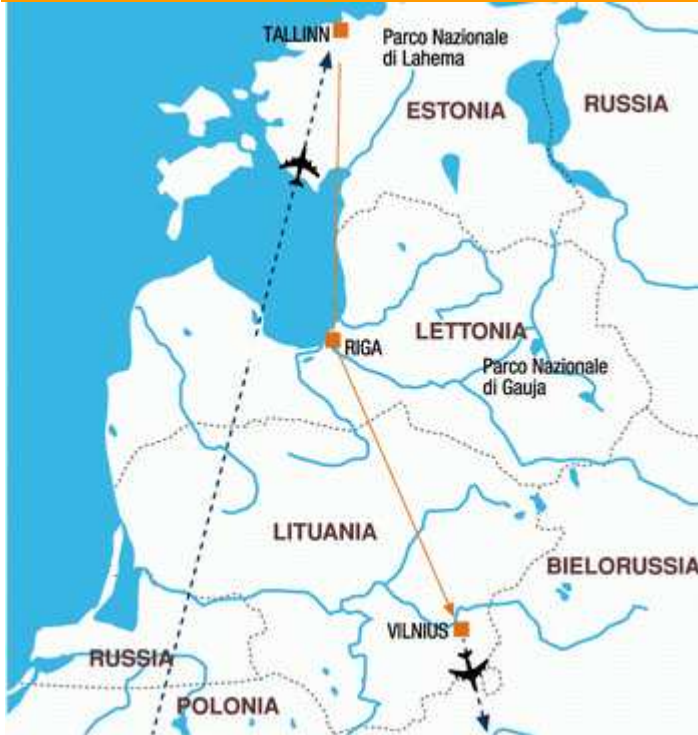 TALLINN
Parco Nazionale
di Lahema
ESTONIA
RUSSIA
RIGA
LETTONIA
Parco Nazionale
di Gauja
LITUANIA
BIELORUSSIA
VILNIUS
RUSSIA
POLONIA